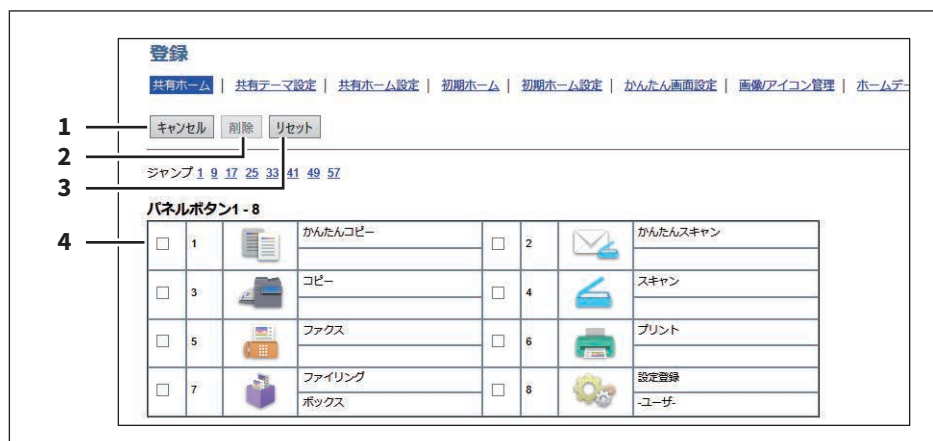 登録
共有ホーム | 共有テーマ設定 | 共有ホーム設定 | 初期ホーム | 初期ホーム設定 | かんたん画面設定 | 画像/アイコン管理 | ホームデー
1 キャンセル 削除 リセット
2
ジャンプ 1 9 17 25 33 41 49 57
3
パネルボタン1 - 8
4
1 かんたんコピー 2 かんたんスキャン
3 コピー 4 スキャン
5 ファクス 6 プリント
7 ファイリング 8 設定登録
ボックス -ユーザ-